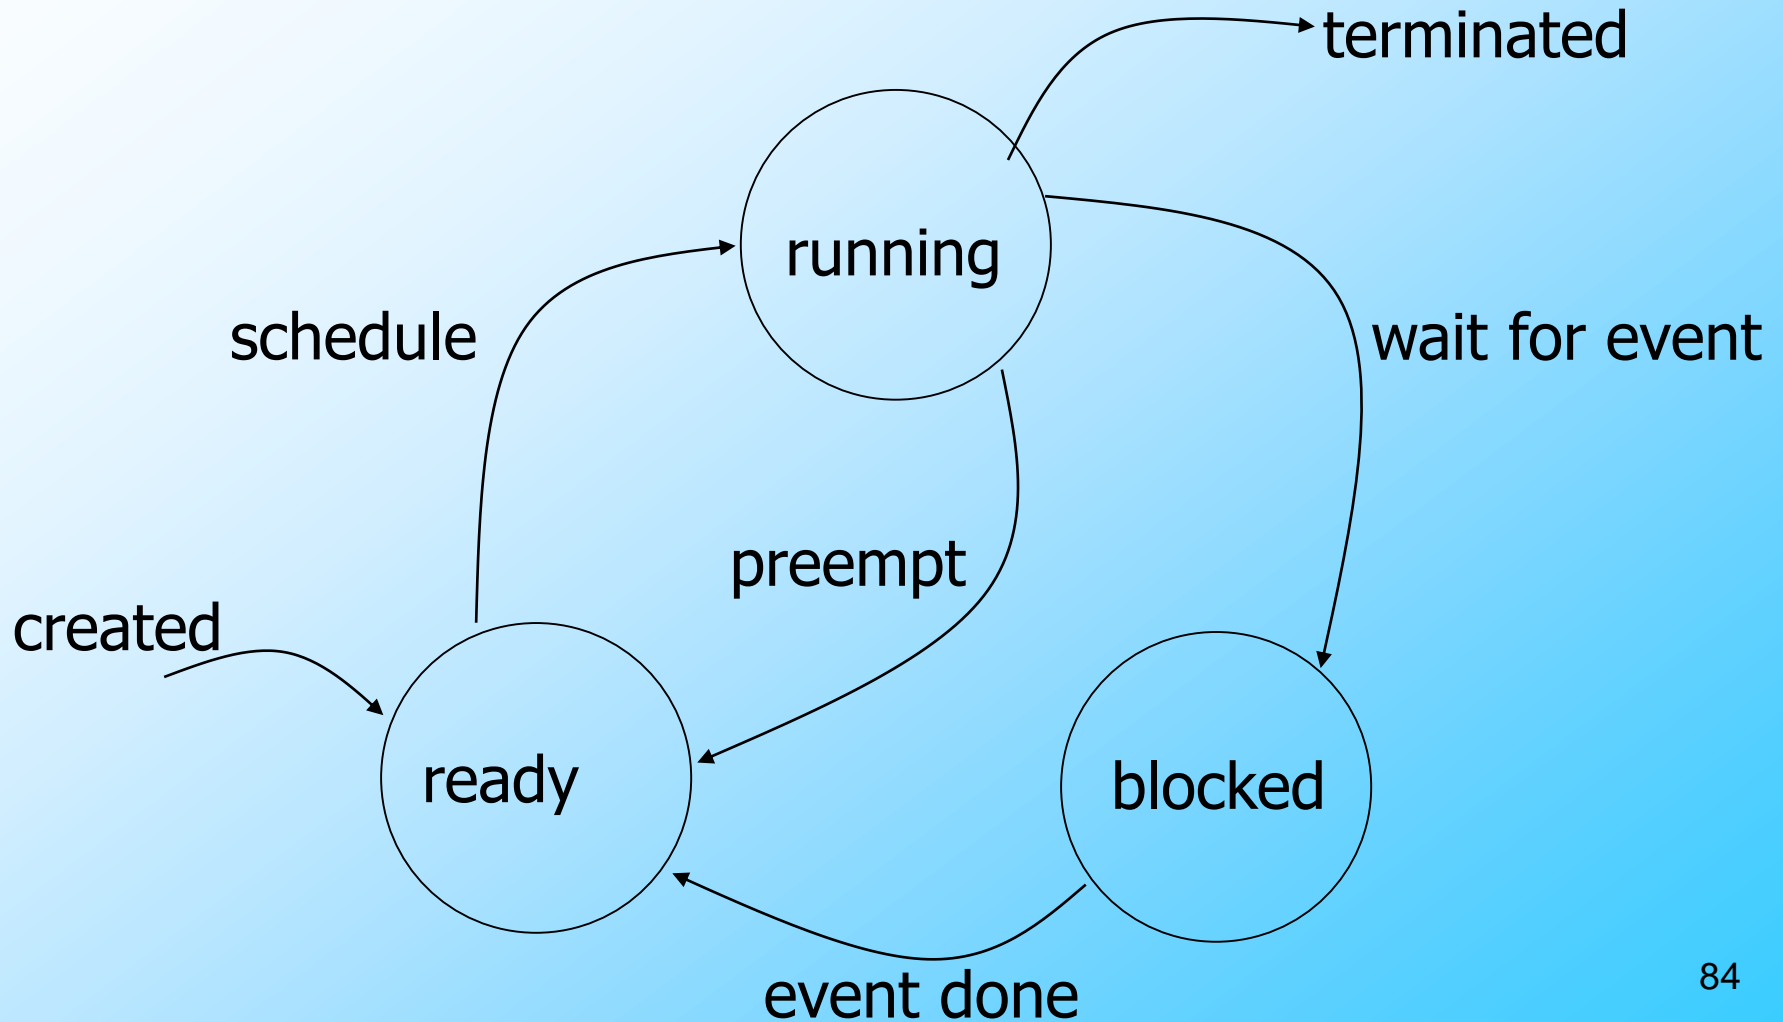 terminated
running
schedule
wait for event
preempt
created
ready
blocked
event done
84